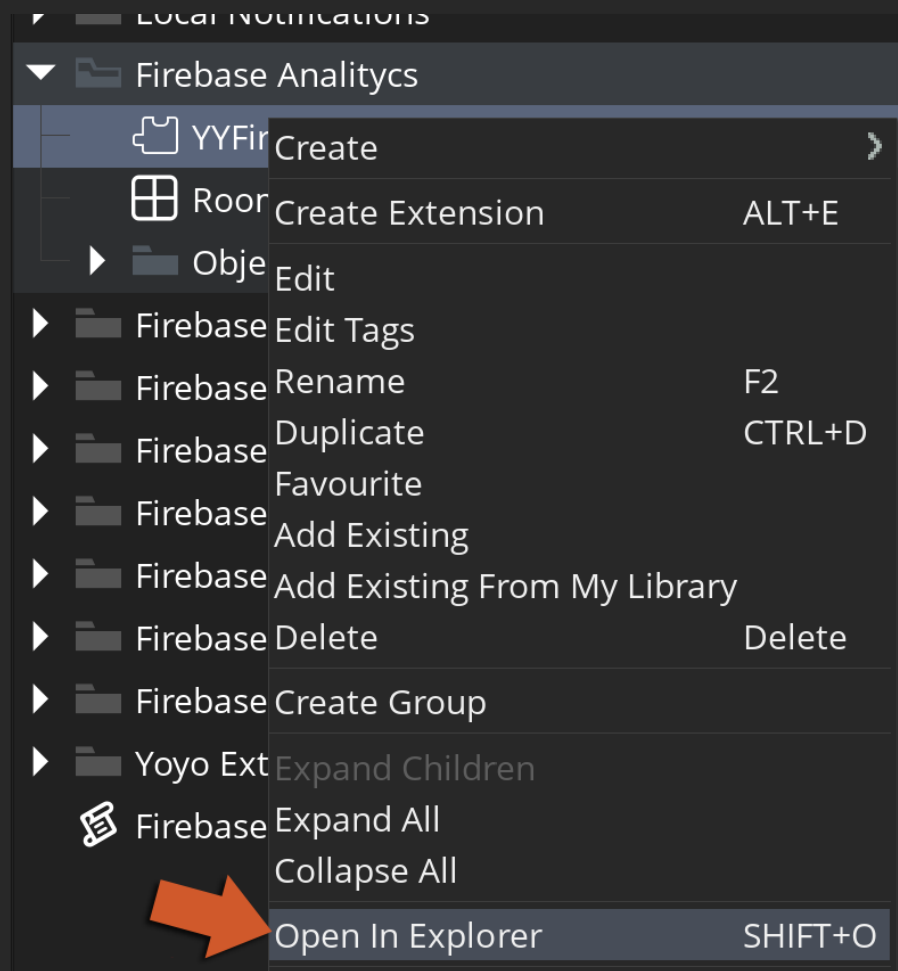 Local Notifications
Firebase Analitycs
YYFir
Create
Roor
Create Extension ALT+E
Obje
Edit
Firebase
Edit Tags
Rename F2
Firebase
Duplicate CTRL+D
Firebase
Favourite
Firebase
Add Existing
Firebase
Add Existing From My Library
Firebase
Delete Delete
Firebase
Create Group
Yoyo Ext
Expand Children
Firebase
Expand All
Collapse All
Open In Explorer SHIFT+O